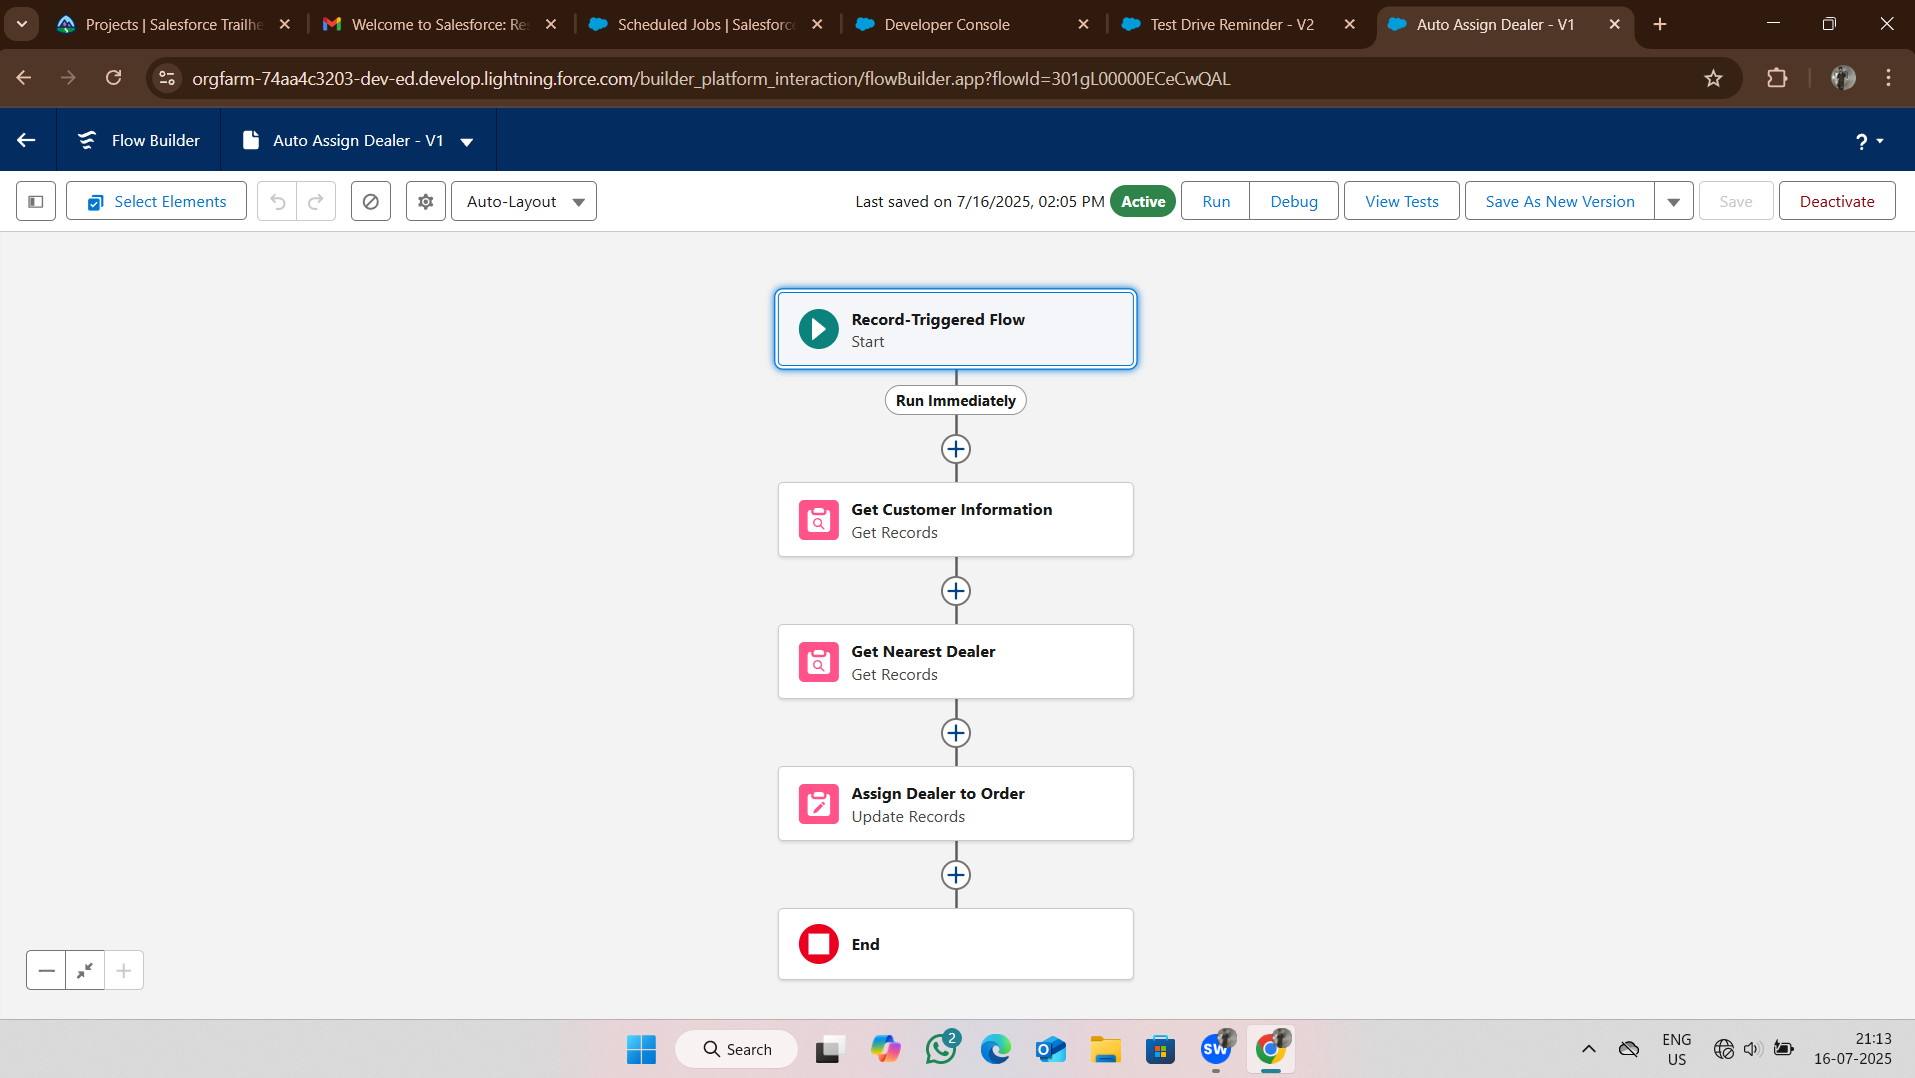 Projects | Salesforce Trailhe
Welcome to Salesforce: Res
Scheduled Jobs | Salesforce
Developer Console
Test Drive Reminder - V2
Auto Assign Dealer - V1
orgfarm-74aa4c3203-dev-ed.develop.lightning.force.com/builder_platform_interaction/flowBuilder.app?flowId=301gL00000ECeCwQAL
Flow Builder
Auto Assign Dealer - V1
?
Select Elements
Auto-Layout
Last saved on 7/16/2025, 02:05 PM
Active
Run
Debug
View Tests
Save As New Version
Save
Deactivate
Record-Triggered Flow
Start
Run Immediately
Get Customer Information
Get Records
Get Nearest Dealer
Get Records
Assign Dealer to Order
Update Records
End
Search
2
SW
ENG
US
21:13
16-07-2025